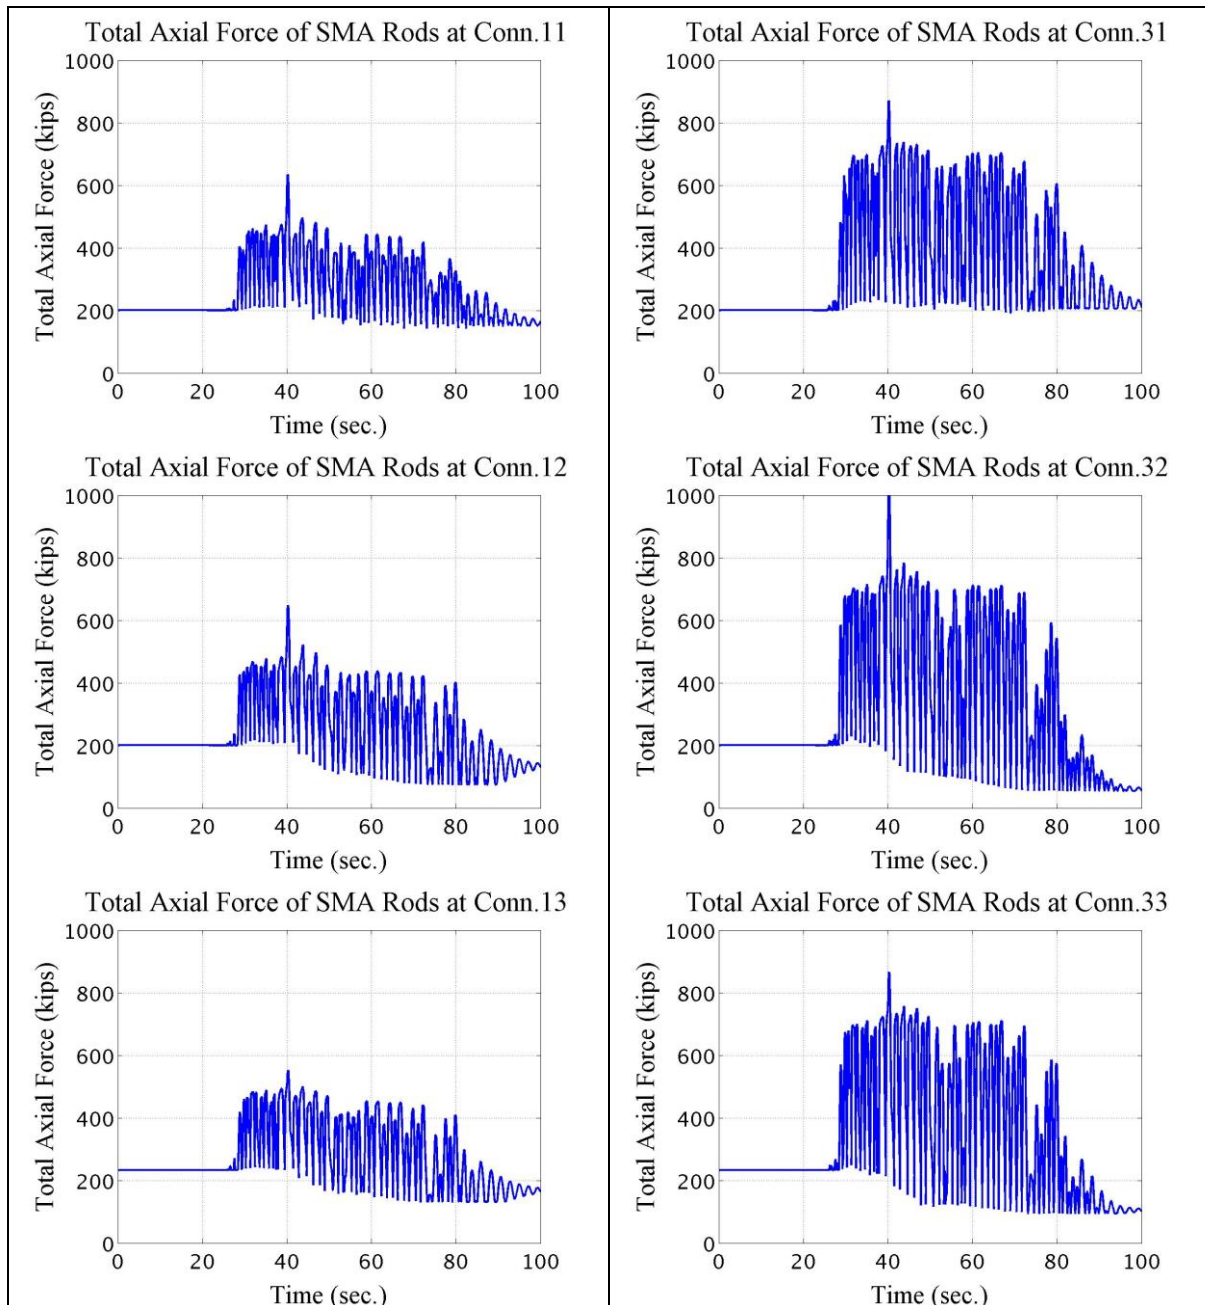 Total Axial Force of SMA Rods at Conn.11
1000
800
600
400
200
0
Total Axial Force (kips)
0 20 40 60 80 100
Time (sec.)
Total Axial Force of SMA Rods at Conn.31
1000
800
600
400
200
0
Total Axial Force (kips)
0 20 40 60 80 100
Time (sec.)
Total Axial Force of SMA Rods at Conn.12
1000
800
600
400
200
0
Total Axial Force (kips)
0 20 40 60 80 100
Time (sec.)
Total Axial Force of SMA Rods at Conn.32
1000
800
600
400
200
0
Total Axial Force (kips)
0 20 40 60 80 100
Time (sec.)
Total Axial Force of SMA Rods at Conn.13
1000
800
600
400
200
0
Total Axial Force (kips)
0 20 40 60 80 100
Time (sec.)
Total Axial Force of SMA Rods at Conn.33
1000
800
600
400
200
0
Total Axial Force (kips)
0 20 40 60 80 100
Time (sec.)